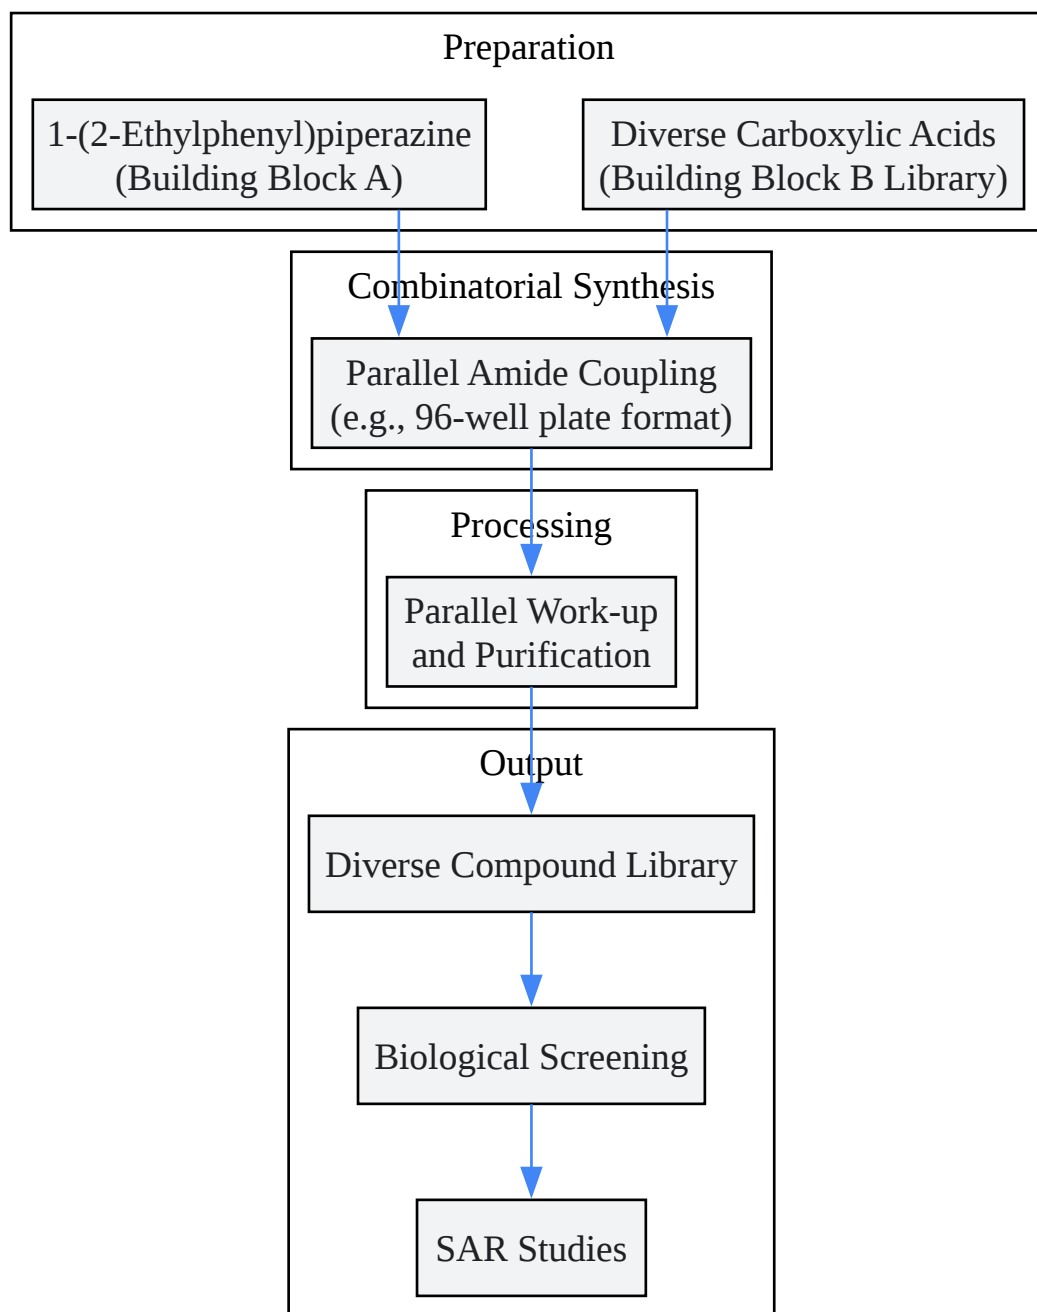 Preparation
1-(2-Ethylphenyl)piperazine
(Building Block A)
Diverse Carboxylic Acids
(Building Block B Library)
Combinatorial Synthesis
Parallel Amide Coupling
(e.g., 96-well plate format)
Processing
Parallel Work-up
and Purification
Output
Diverse Compound Library
Biological Screening
SAR Studies